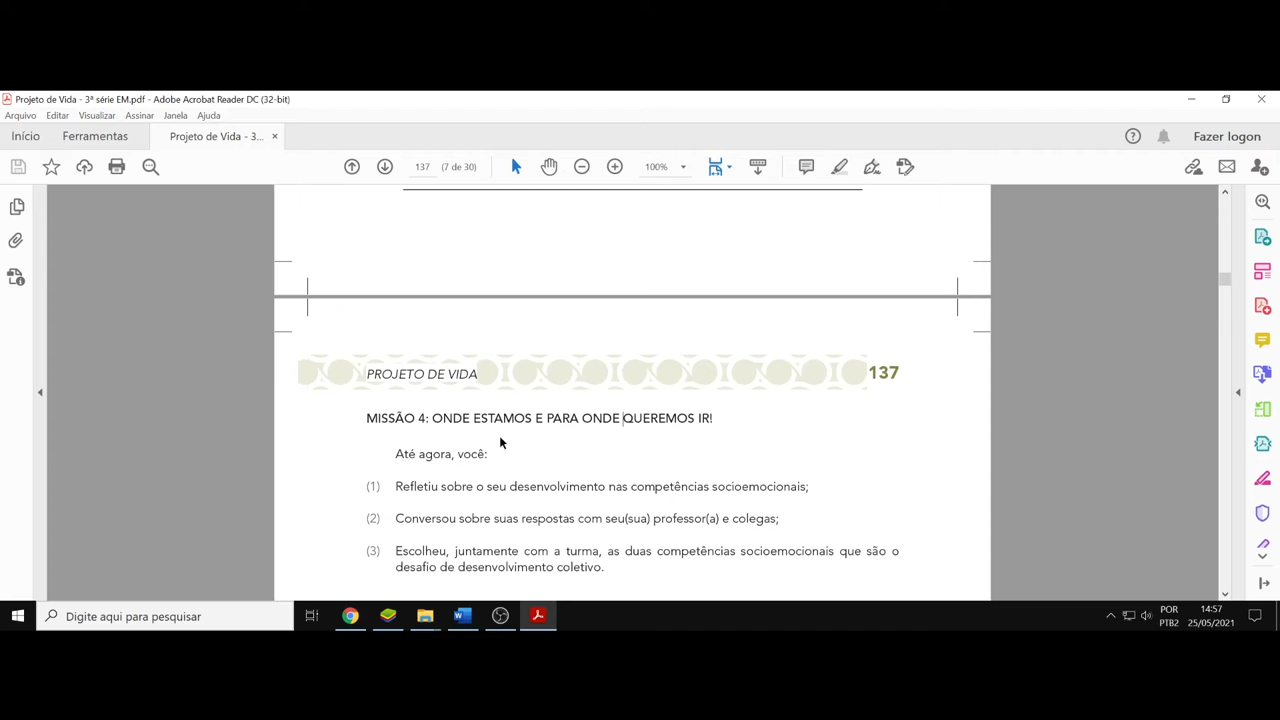 Projeto de Vida - 3ª série EM.pdf - Adobe Acrobat Reader DC (32-bit)
Arquivo Editar Visualizar Assinar Janela Ajuda
Início Ferramentas Projeto de Vida - 3... × Fazer logon
137 (7 de 30) 100%
PROJETO DE VIDA 137
MISSÃO 4: ONDE ESTAMOS E PARA ONDE QUEREMOS IR!
Até agora, você:
(1) Refletiu sobre o seu desenvolvimento nas competências socioemocionais;
(2) Conversou sobre suas respostas com seu(sua) professor(a) e colegas;
(3) Escolheu, juntamente com a turma, as duas competências socioemocionais que são o
desafio de desenvolvimento coletivo.
Digite aqui para pesquisar
POR 14:57
PTB2 25/05/2021